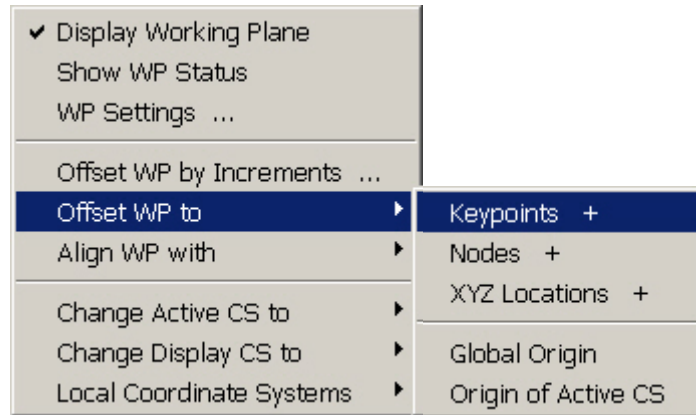 ✓ Display Working Plane
Show WP Status
WP Settings ...
Offset WP by Increments ...
Offset WP to
Align WP with
Change Active CS to
Change Display CS to
Local Coordinate Systems
Keypoints +
Nodes +
XYZ Locations +
Global Origin
Origin of Active CS